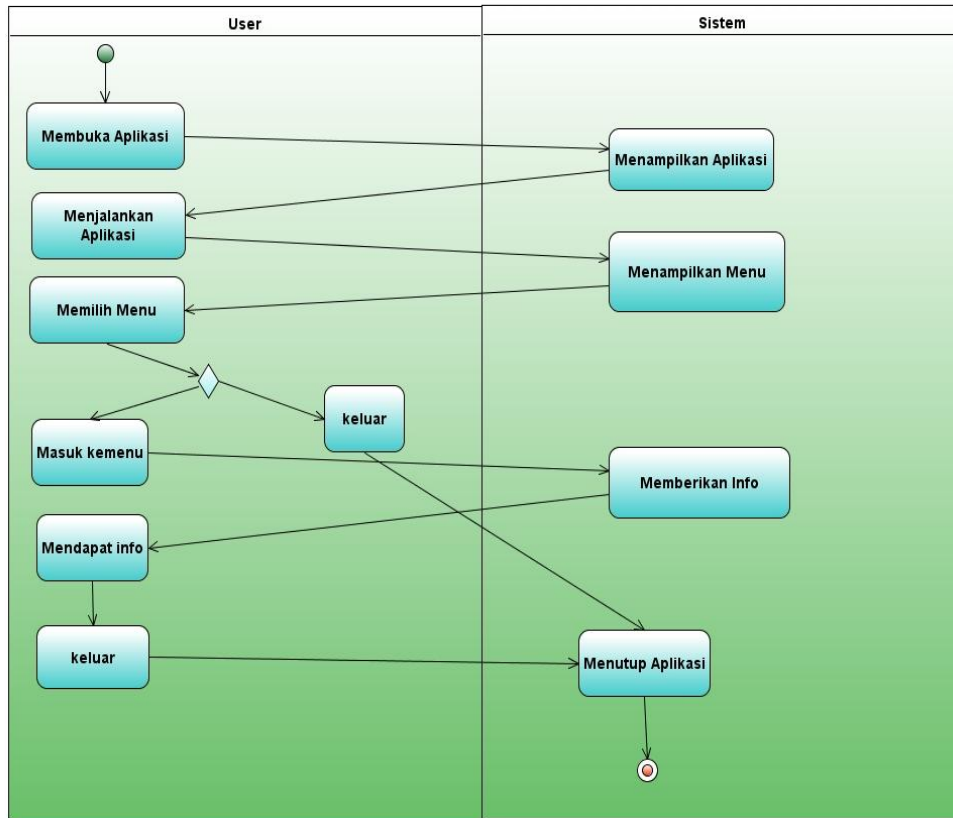 User
Sistem
Membuka Aplikasi
Menampilkan Aplikasi
Menjalankan
Aplikasi
Menampilkan Menu
Memilih Menu
keluar
Masuk kemenu
Memberikan Info
Mendapat info
keluar
Menutup Aplikasi